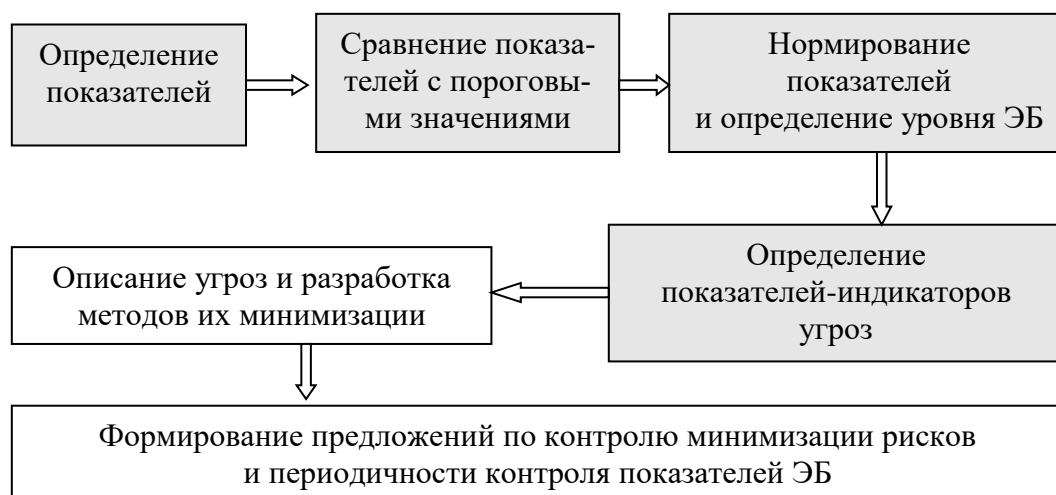 Определение
показателей
Сравнение показа-
телей с пороговы-
ми значениями
Нормирование
показателей
и определение уровня ЭБ
Определение
показателей-индикаторов
угроз
Описание угроз и разработка
методов их минимизации
Формирование предложений по контролю минимизации рисков
и периодичности контроля показателей ЭБ